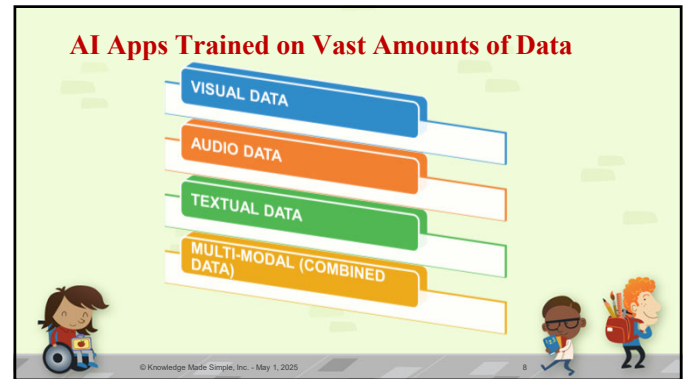 AI Apps Trained on Vast Amounts of Data
VISUAL DATA
AUDIO DATA
TEXTUAL DATA
MULTI-MODAL (COMBINED
DATA)
© Knowledge Made Simple, Inc. - May 1, 2025
8